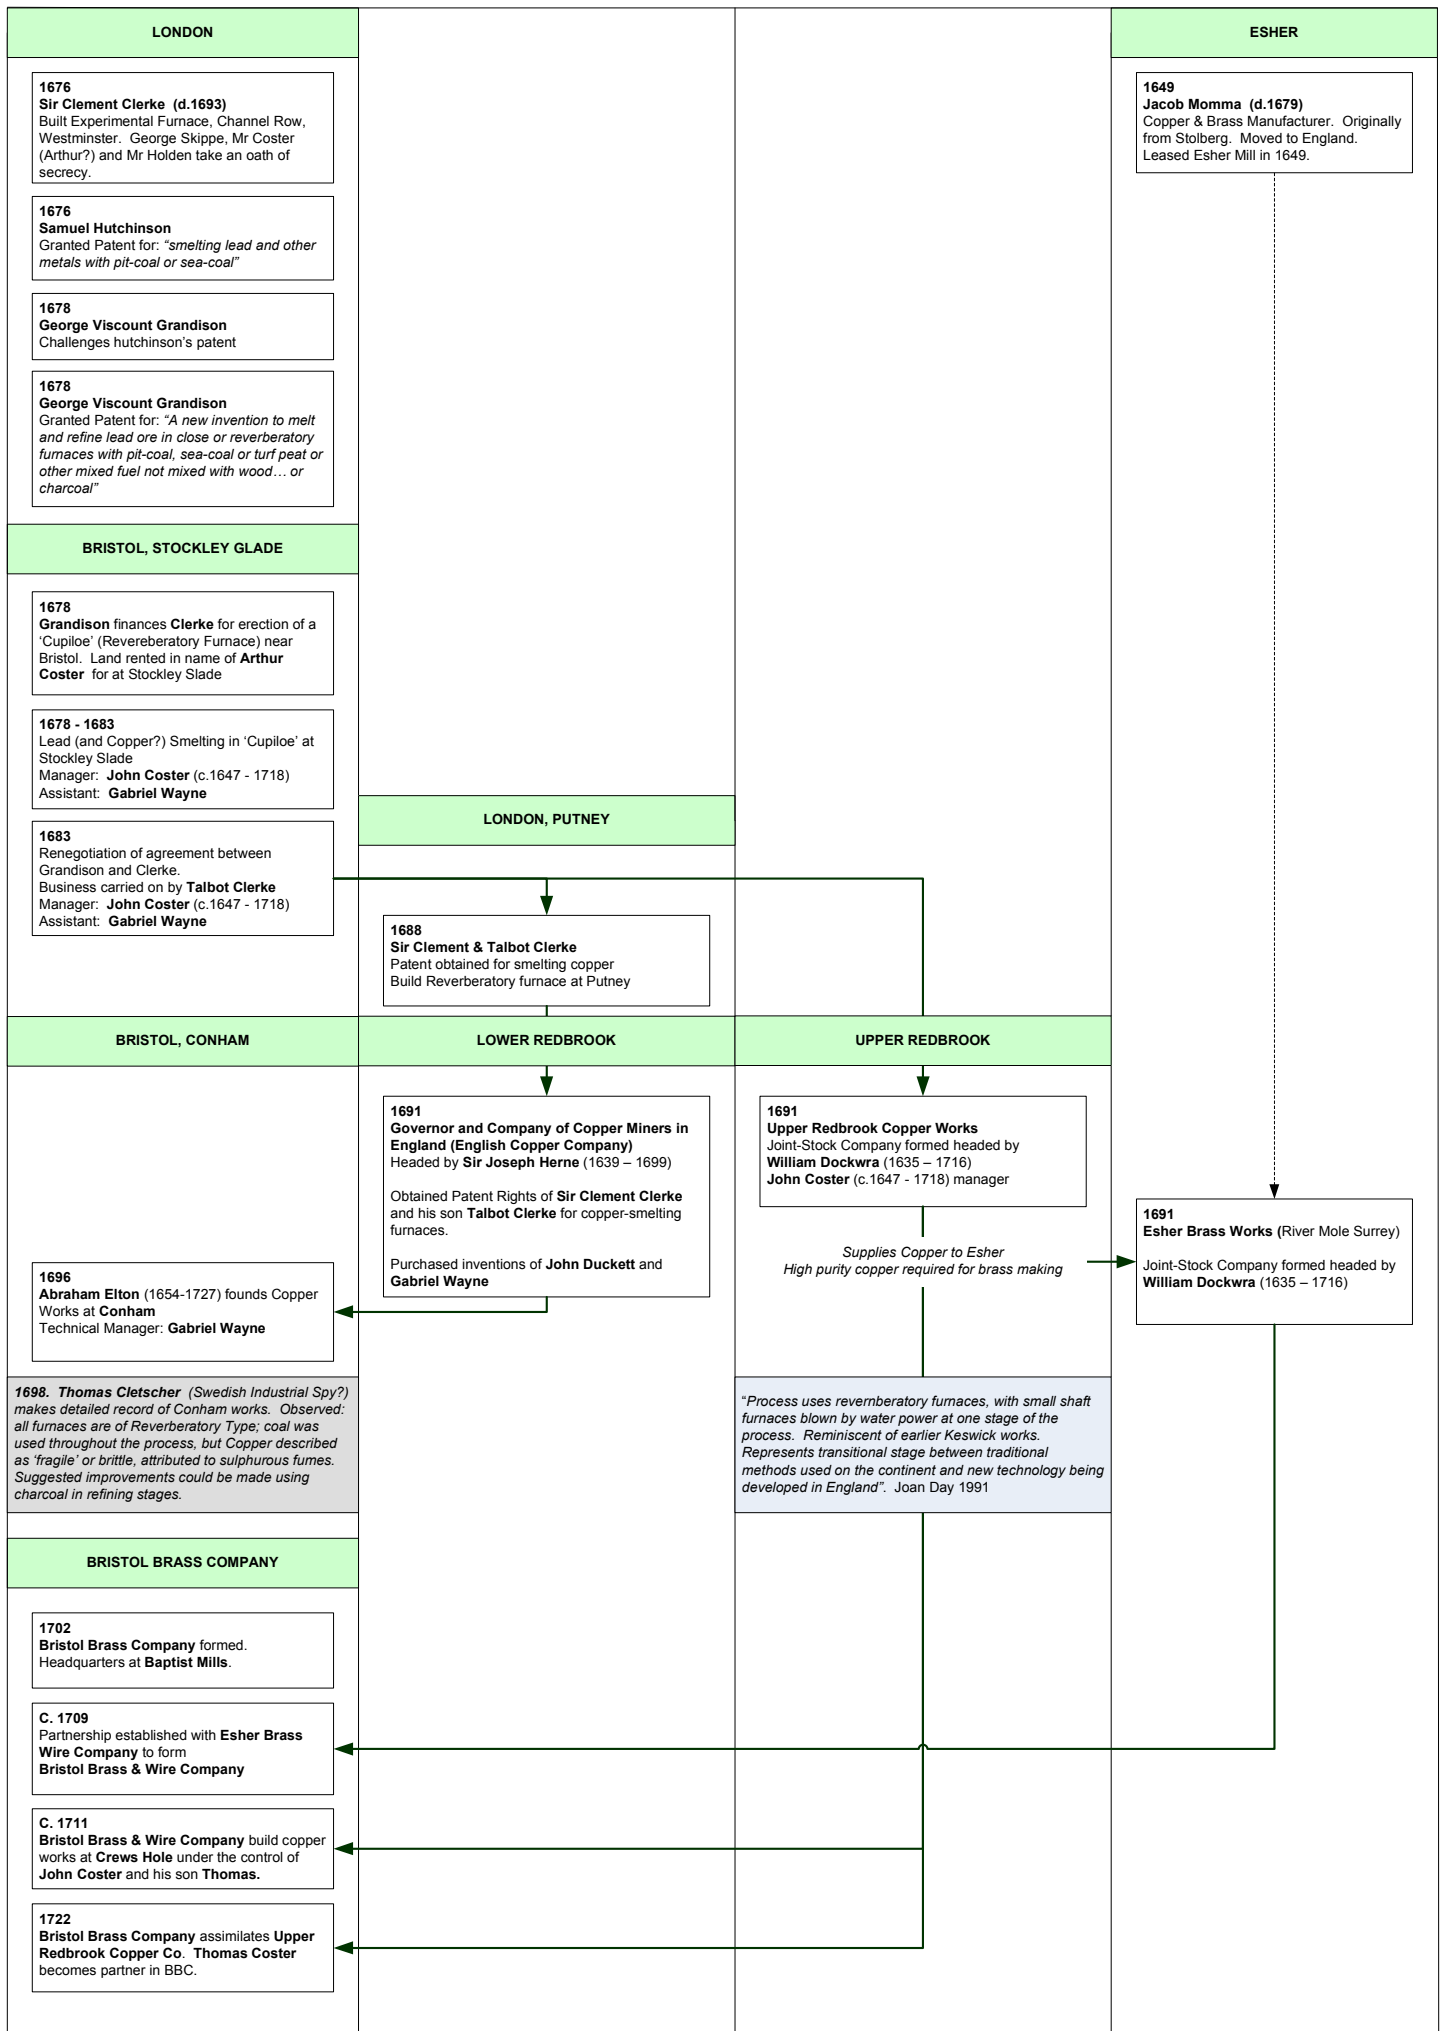 LONDON
1676
Sir Clement Clerke (d.1693)
Built Experimental Furnace, Channel Row,
Westminster. George Skippe, Mr Coster
(Arthur?) and Mr Holden take an oath of
secrecy.
1676
Samuel Hutchinson
Granted Patent for: “smelting lead and other
metals with pit-coal or sea-coal”
1678
George Viscount Grandison
Challenges hutchinson’s patent
1678
George Viscount Grandison
Granted Patent for: “A new invention to melt
and refine lead ore in close or reverberatory
furnaces with pit-coal, sea-coal or turf peat or
other mixed fuel not mixed with wood… or
charcoal”
ESHER
1649
Jacob Momma (d.1679)
Copper & Brass Manufacturer. Originally
from Stolberg. Moved to England.
Leased Esher Mill in 1649.
BRISTOL, STOCKLEY GLADE
1678
Grandison finances Clerke for erection of a
‘Cupiloe’ (Revereberatory Furnace) near
Bristol. Land rented in name of Arthur
Coster for at Stockley Slade
1678 - 1683
Lead (and Copper?) Smelting in ‘Cupiloe’ at
Stockley Slade
Manager: John Coster (c.1647 - 1718)
Assistant: Gabriel Wayne
1683
Renegotiation of agreement between
Grandison and Clerke.
Business carried on by Talbot Clerke
Manager: John Coster (c.1647 - 1718)
Assistant: Gabriel Wayne
LONDON, PUTNEY
1688
Sir Clement & Talbot Clerke
Patent obtained for smelting copper
Build Reverberatory furnace at Putney
BRISTOL, CONHAM
LOWER REDBROOK
UPPER REDBROOK
1691
Governor and Company of Copper Miners in
England (English Copper Company)
Headed by Sir Joseph Herne (1639 – 1699)
Obtained Patent Rights of Sir Clement Clerke
and his son Talbot Clerke for copper-smelting
furnaces.
Purchased inventions of John Duckett and
Gabriel Wayne
1691
Upper Redbrook Copper Works
Joint-Stock Company formed headed by
William Dockwra (1635 – 1716)
John Coster (c.1647 - 1718) manager
Supplies Copper to Esher
High purity copper required for brass making
1691
Esher Brass Works (River Mole Surrey)
Joint-Stock Company formed headed by
William Dockwra (1635 – 1716)
1696
Abraham Elton (1654-1727) founds Copper
Works at Conham
Technical Manager: Gabriel Wayne
1698. Thomas Cletscher (Swedish Industrial Spy?)
makes detailed record of Conham works. Observed:
all furnaces are of Reverberatory Type; coal was
used throughout the process, but Copper described
as ‘fragile’ or brittle, attributed to sulphurous fumes.
Suggested improvements could be made using
charcoal in refining stages.
“Process uses revernberatory furnaces, with small shaft
furnaces blown by water power at one stage of the
process. Reminiscent of earlier Keswick works.
Represents transitional stage between traditional
methods used on the continent and new technology being
developed in England”. Joan Day 1991
BRISTOL BRASS COMPANY
1702
Bristol Brass Company formed.
Headquarters at Baptist Mills.
C. 1709
Partnership established with Esher Brass
Wire Company to form
Bristol Brass & Wire Company
C. 1711
Bristol Brass & Wire Company build copper
works at Crews Hole under the control of
John Coster and his son Thomas.
1722
Bristol Brass Company assimilates Upper
Redbrook Copper Co. Thomas Coster
becomes partner in BBC.